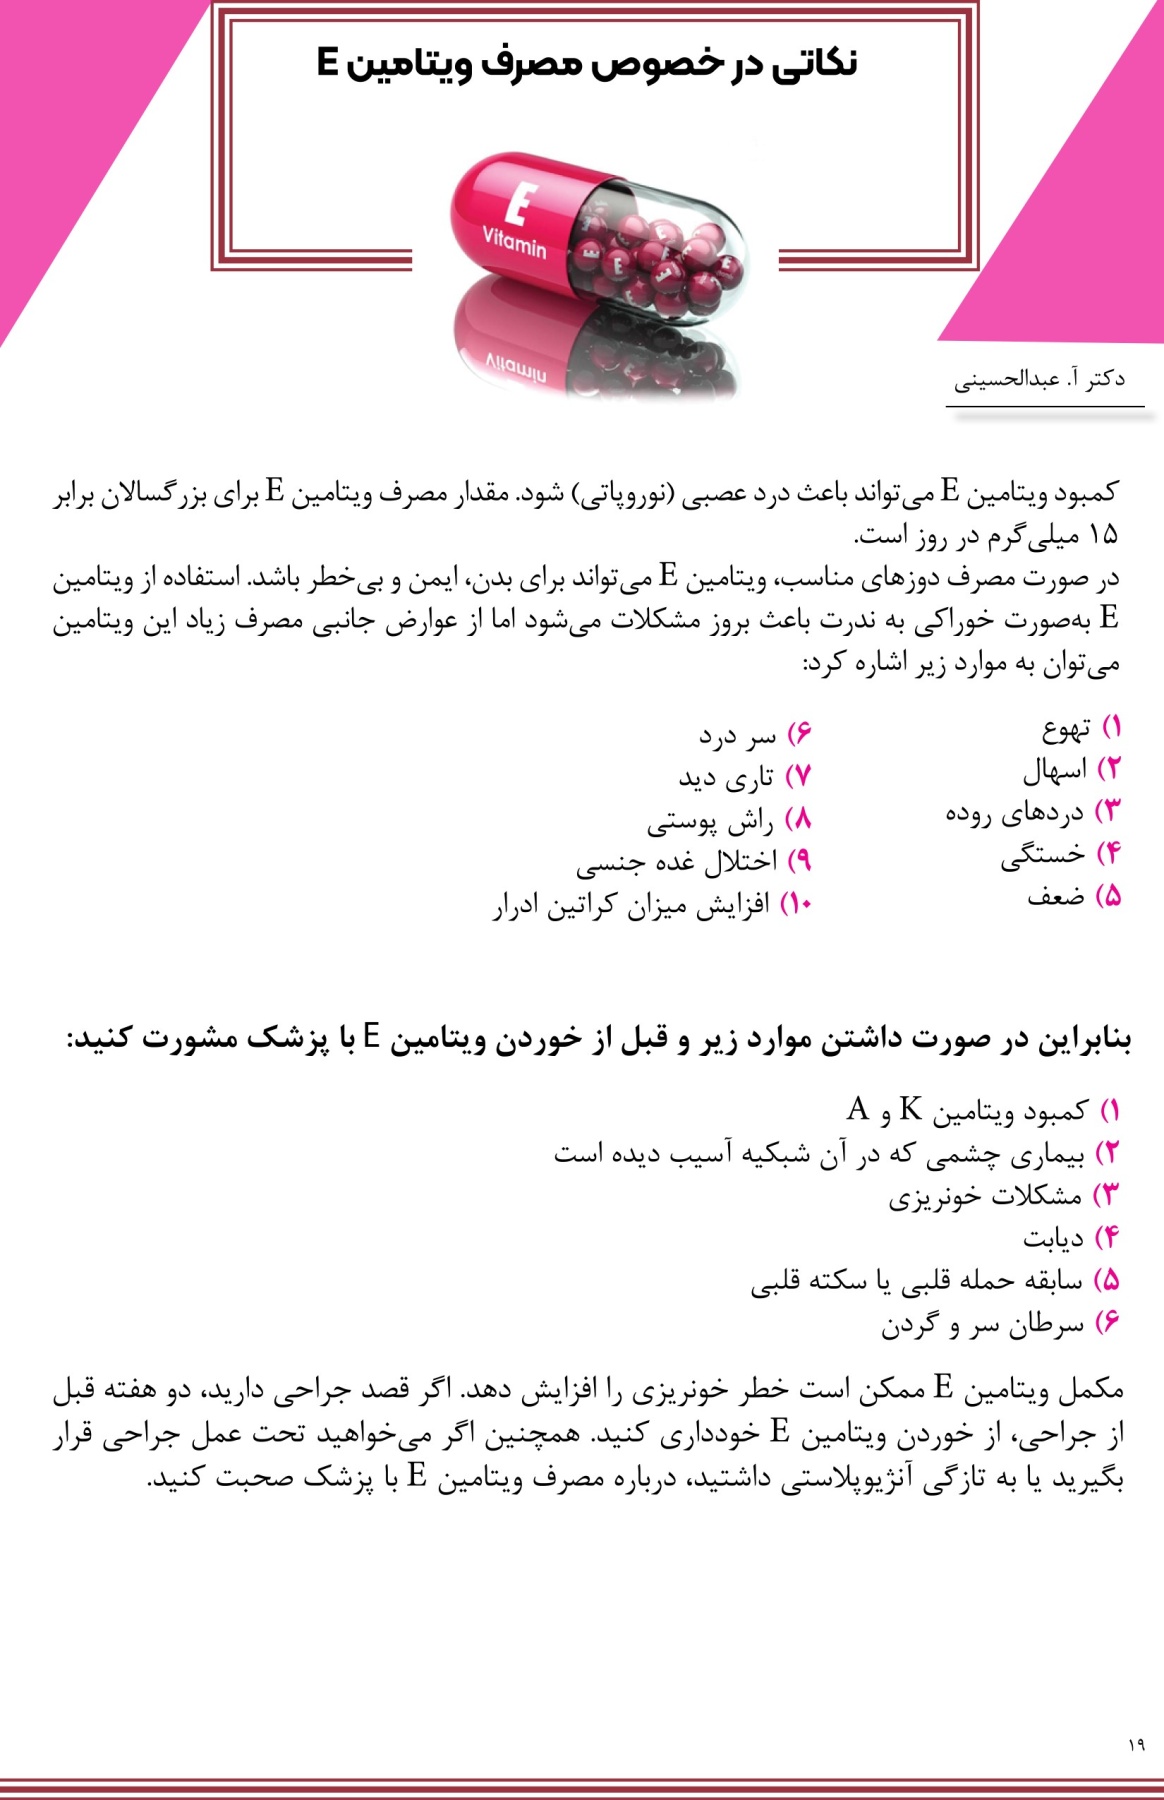 نکاتی در خصوص مصرف ویتامین E
E
Vitamin
دکتر آ. عبدالحسینی
کمبود ویتامین E می‌تواند باعث درد عصبی (نوروپاتی) شود. مقدار مصرف ویتامین E برای بزرگسالان برابر
۱۵ میلی‌گرم در روز است.
در صورت مصرف دوزهای مناسب، ویتامین E می‌تواند برای بدن، ایمن و بی‌خطر باشد. استفاده از ویتامین
E به‌صورت خوراکی به ندرت باعث بروز مشکلات می‌شود اما از عوارض جانبی مصرف زیاد این ویتامین
می‌توان به موارد زیر اشاره کرد:
۱) تهوع
۲) اسهال
۳) دردهای روده
۴) خستگی
۵) ضعف
۶) سر درد
۷) تاری دید
۸) راش پوستی
۹) اختلال غده جنسی
۱۰) افزایش میزان کراتین ادرار
بنابراین در صورت داشتن موارد زیر و قبل از خوردن ویتامین E با پزشک مشورت کنید:
۱) کمبود ویتامین K و A
۲) بیماری چشمی که در آن شبکیه آسیب دیده است
۳) مشکلات خونریزی
۴) دیابت
۵) سابقه حمله قلبی یا سکته قلبی
۶) سرطان سر و گردن
مکمل ویتامین E ممکن است خطر خونریزی را افزایش دهد. اگر قصد جراحی دارید، دو هفته قبل
از جراحی، از خوردن ویتامین E خودداری کنید. همچنین اگر می‌خواهید تحت عمل جراحی قرار
بگیرید یا به تازگی آنژیوپلاستی داشتید، درباره مصرف ویتامین E با پزشک صحبت کنید.
۱۹